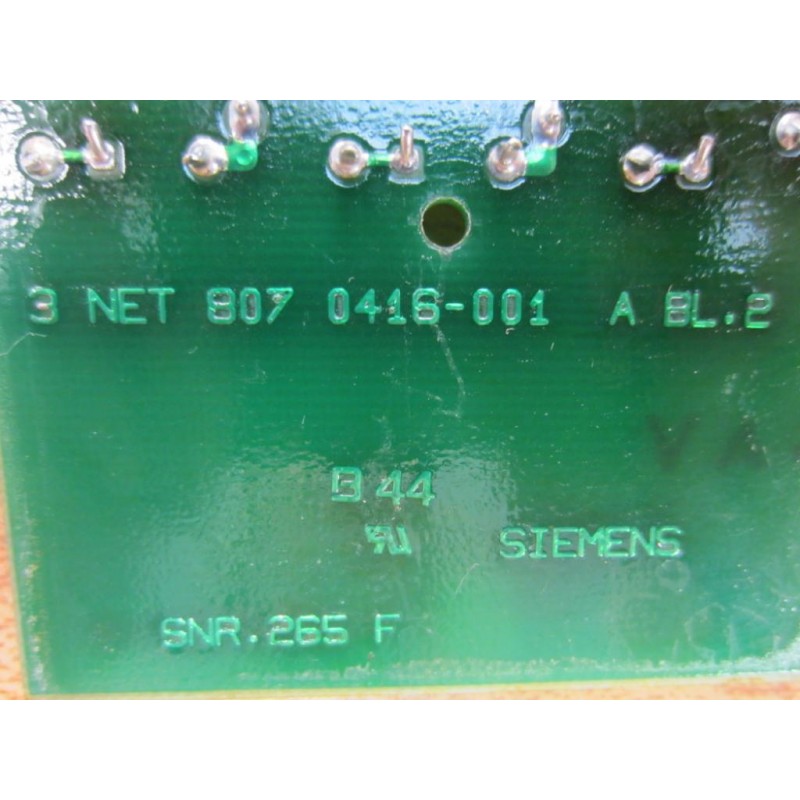 3 NET 807 0416-001 A BL.2
B 44
SIEMENS
SNR.265 F